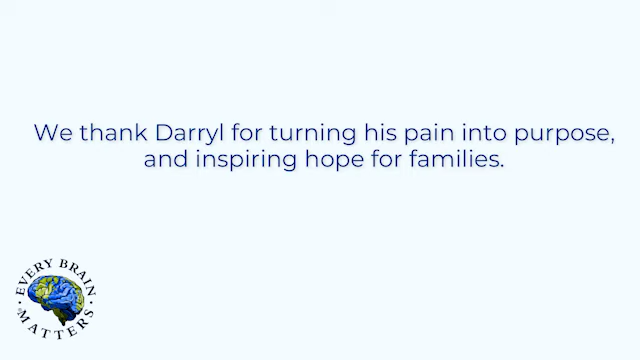 We thank Darryl for turning his pain into purpose,
and inspiring hope for families.
EVERY BRAIN
• MATTERS •